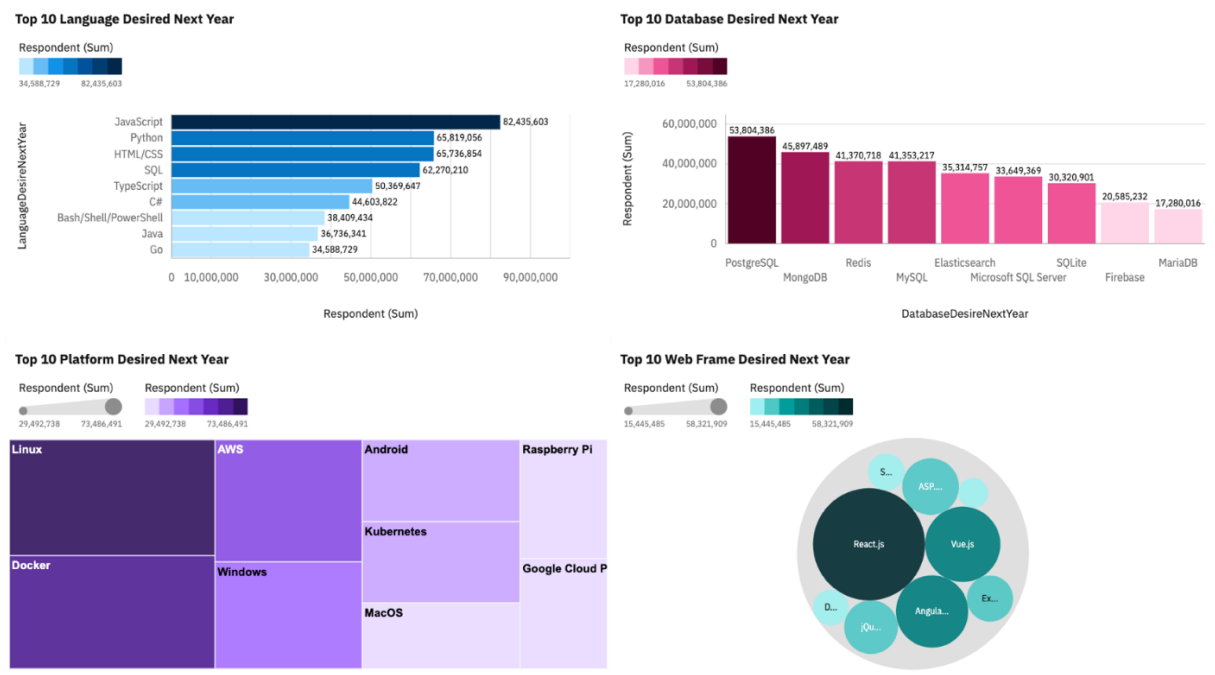 Top 10 Language Desired Next Year
Respondent (Sum)
34,588,729 82,435,603
LanguageDesireNextYear
JavaScript 82,435,603
Python 65,819,056
HTML/CSS 65,736,854
SQL 62,270,210
TypeScript 50,369,647
C# 44,603,822
Bash/Shell/PowerShell 38,409,434
Java 36,736,341
Go 34,588,729
0 10,000,000 30,000,000 50,000,000 70,000,000 90,000,000
Respondent (Sum)
Top 10 Database Desired Next Year
Respondent (Sum)
17,280,016 53,804,386
Respondent (Sum)
60,000,000
40,000,000
20,000,000
0
53,804,386
45,897,489
41,370,718
41,353,217
35,314,757
33,649,369
30,320,901
20,585,232
17,280,016
PostgreSQL Redis Elasticsearch SQLite MariaDB
MongoDB MySQL Microsoft SQL Server Firebase
DatabaseDesireNextYear
Top 10 Platform Desired Next Year
Respondent (Sum) Respondent (Sum)
29,492,738 73,486,491 29,492,738 73,486,491
Linux
Docker
AWS
Windows
Android
Kubernetes
MacOS
Raspberry Pi
Google Cloud P
Top 10 Web Frame Desired Next Year
Respondent (Sum) Respondent (Sum)
15,445,485 58,321,909 15,445,485 58,321,909
S...
ASP....
React.js
Vue.js
D...
Ex...
Angula...
jQu...